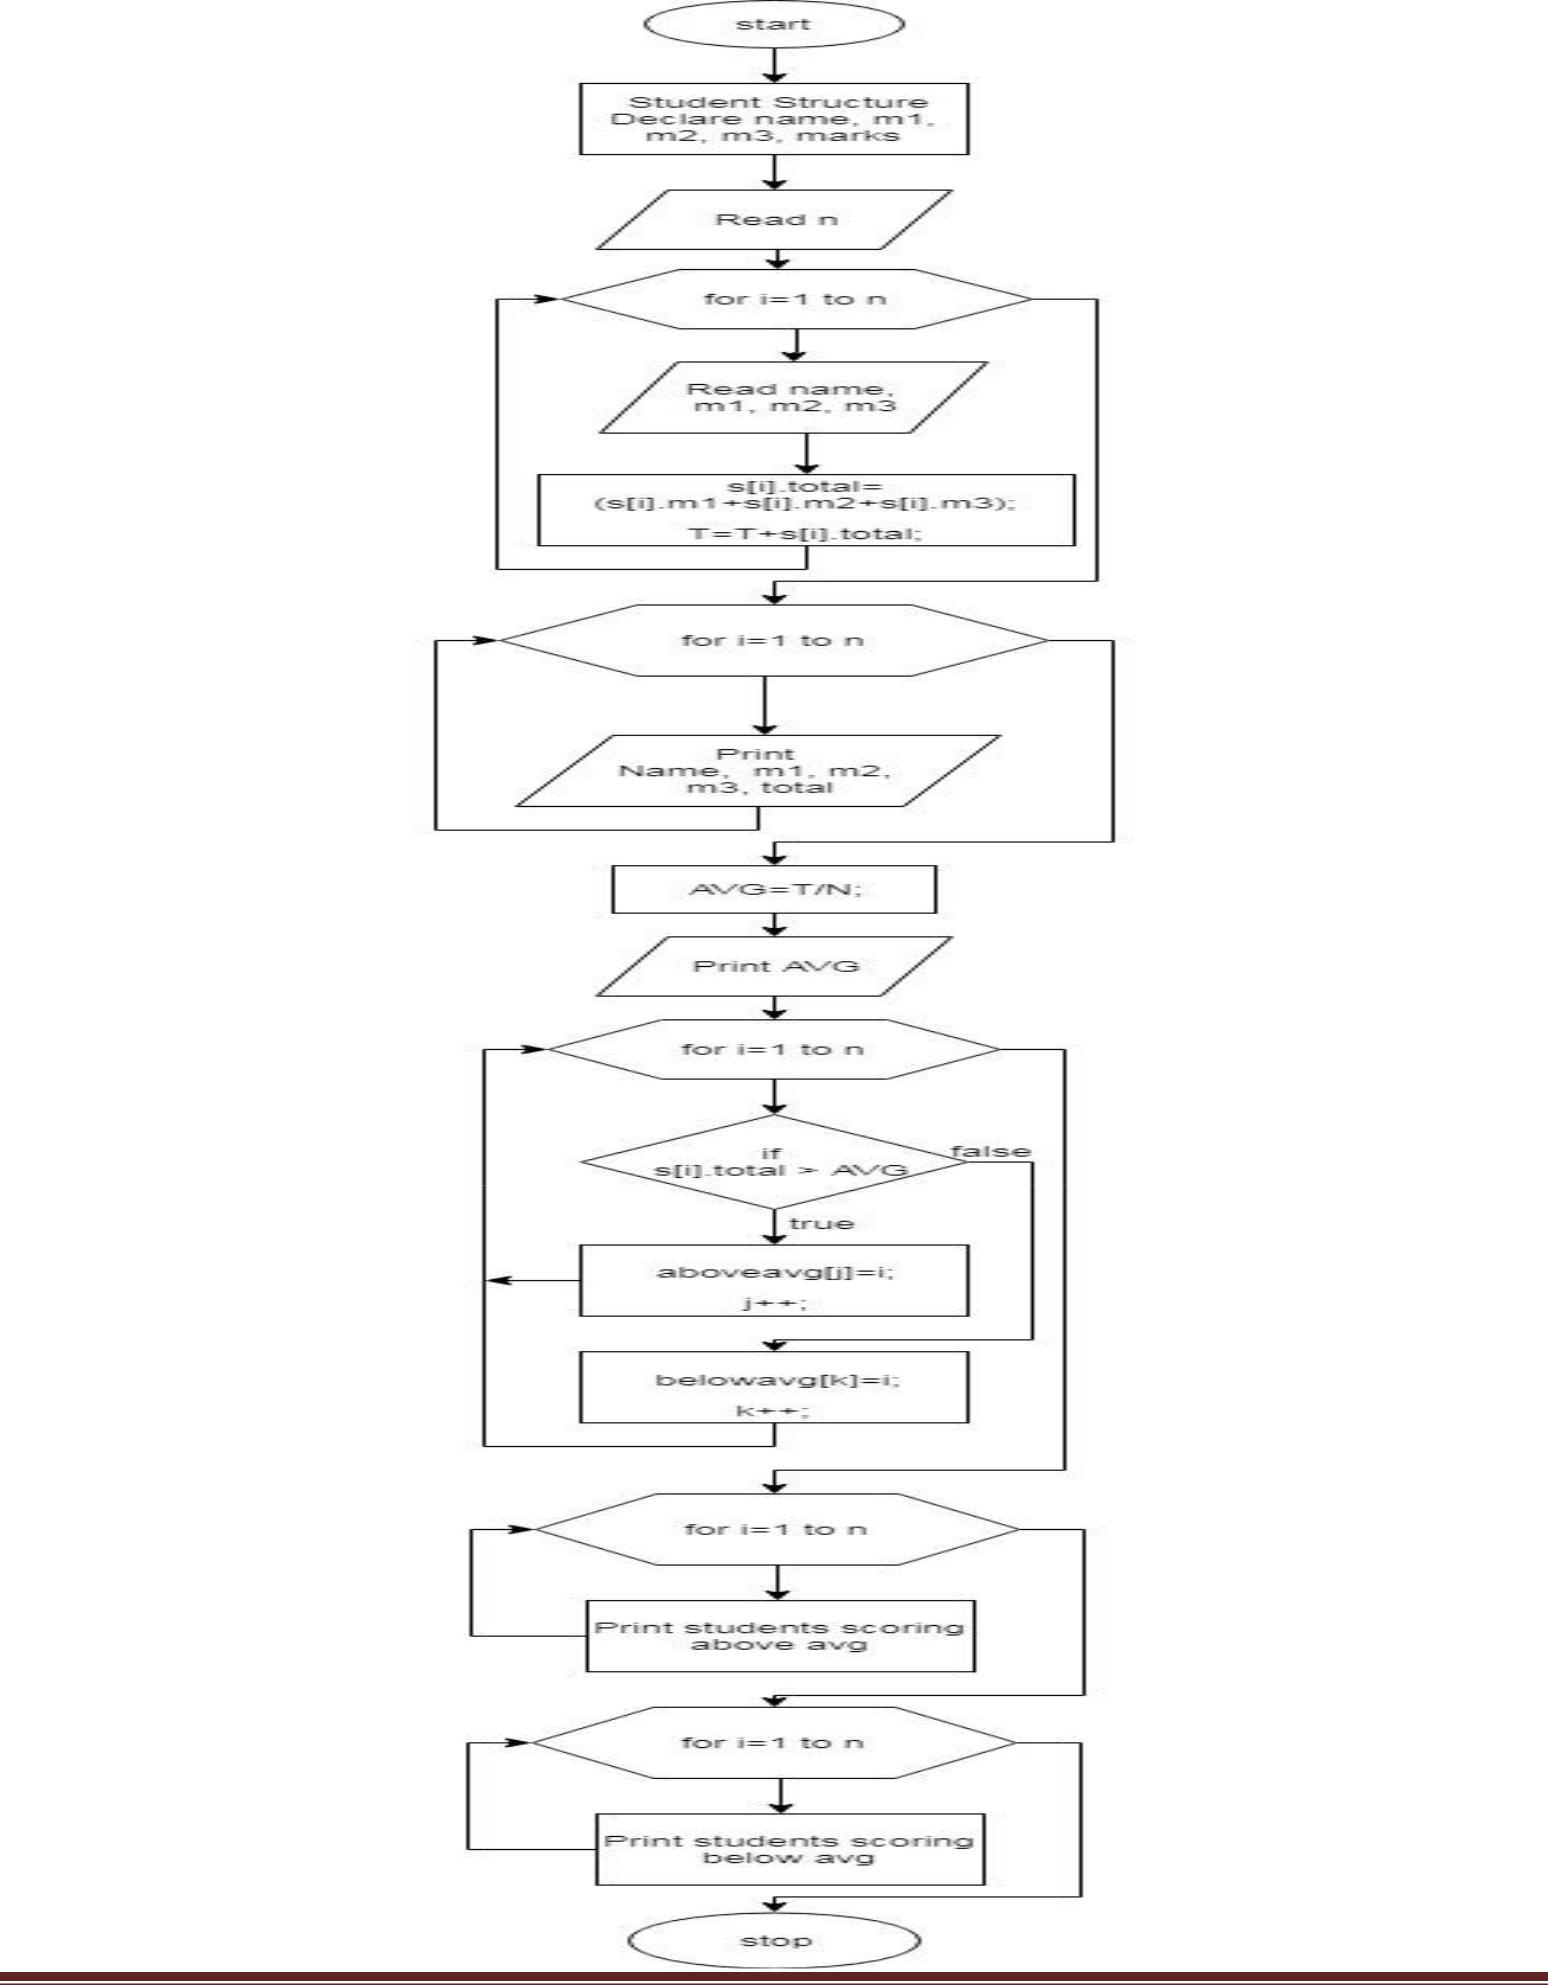 start
Student Structure
Declare name, m1,
m2, m3, marks
Read n
for i=1 to n
Read name,
m1, m2, m3
s[i].total=
(s[i].m1+s[i].m2+s[i].m3);
T=T+s[i].total;
for i=1 to n
Print
Name, m1, m2,
m3, total
AVG=T/N;
Print AVG
for i=1 to n
if
s[i].total > AVG
false
true
aboveavg[j]=i;
j++;
belowavg[k]=i;
k++;
for i=1 to n
Print students scoring
above avg
for i=1 to n
Print students scoring
below avg
stop